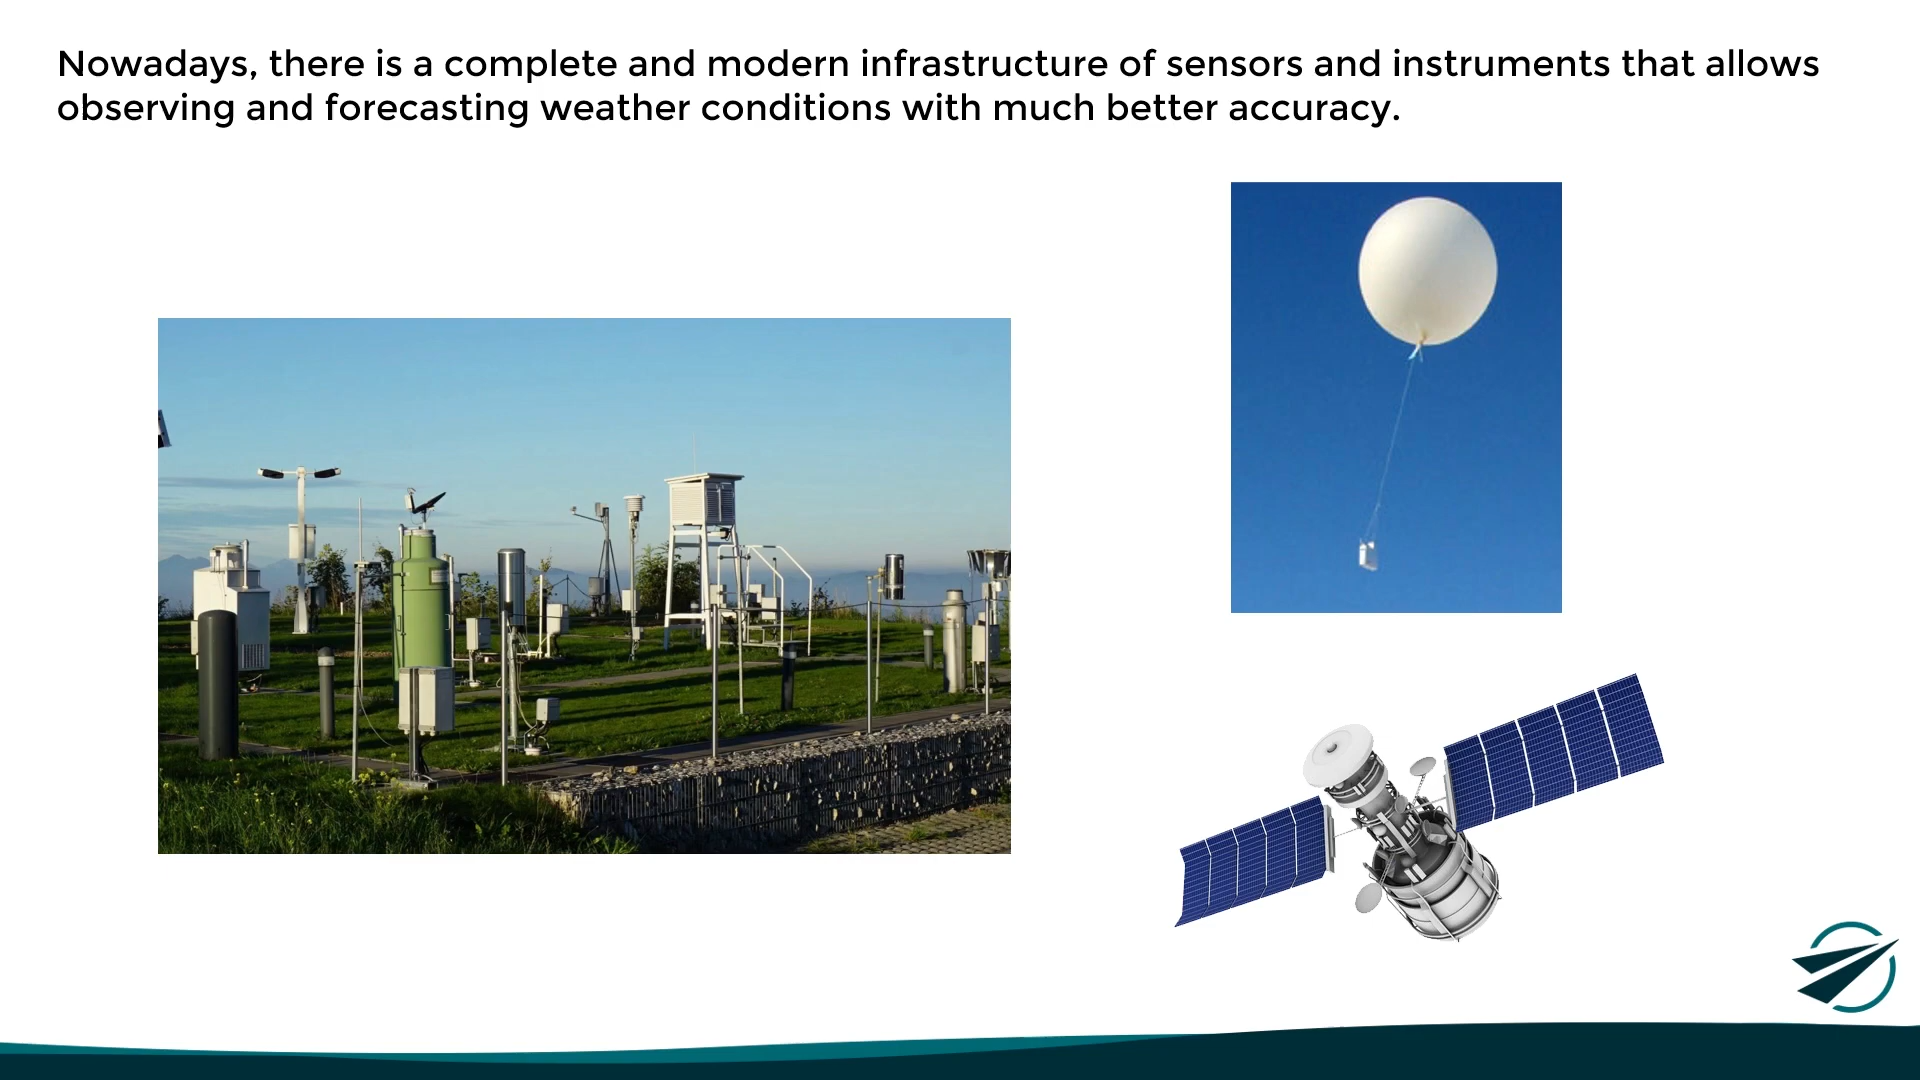 Nowadays, there is a complete and modern infrastructure of sensors and instruments that allows
observing and forecasting weather conditions with much better accuracy.